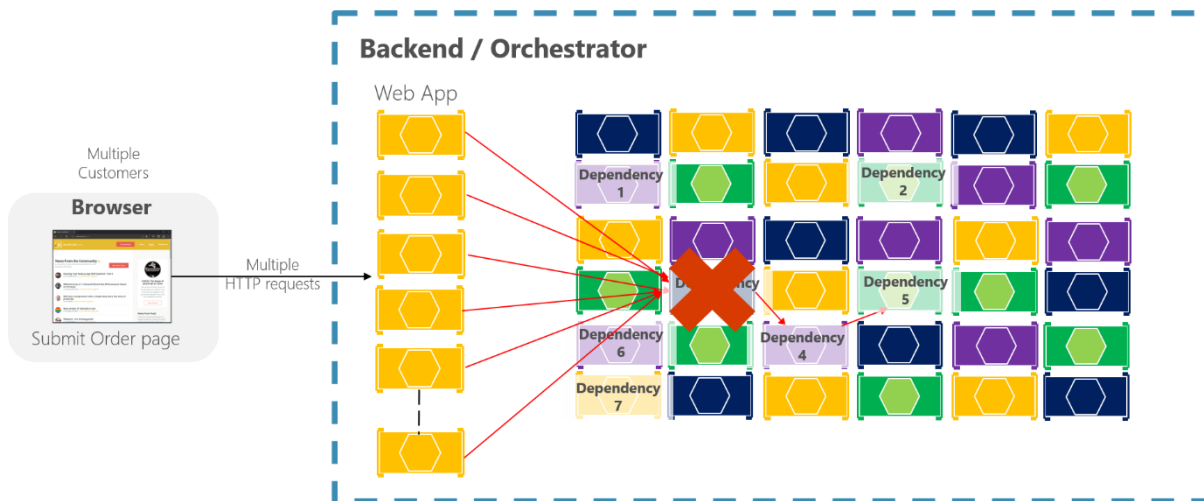 Backend / Orchestrator
Web App
Multiple
Customers
Browser
Submit Order page
Multiple
HTTP requests
Dependency
1
Dependency
2
Dependency
5
Dependency
6
Dependency
4
Dependency
7